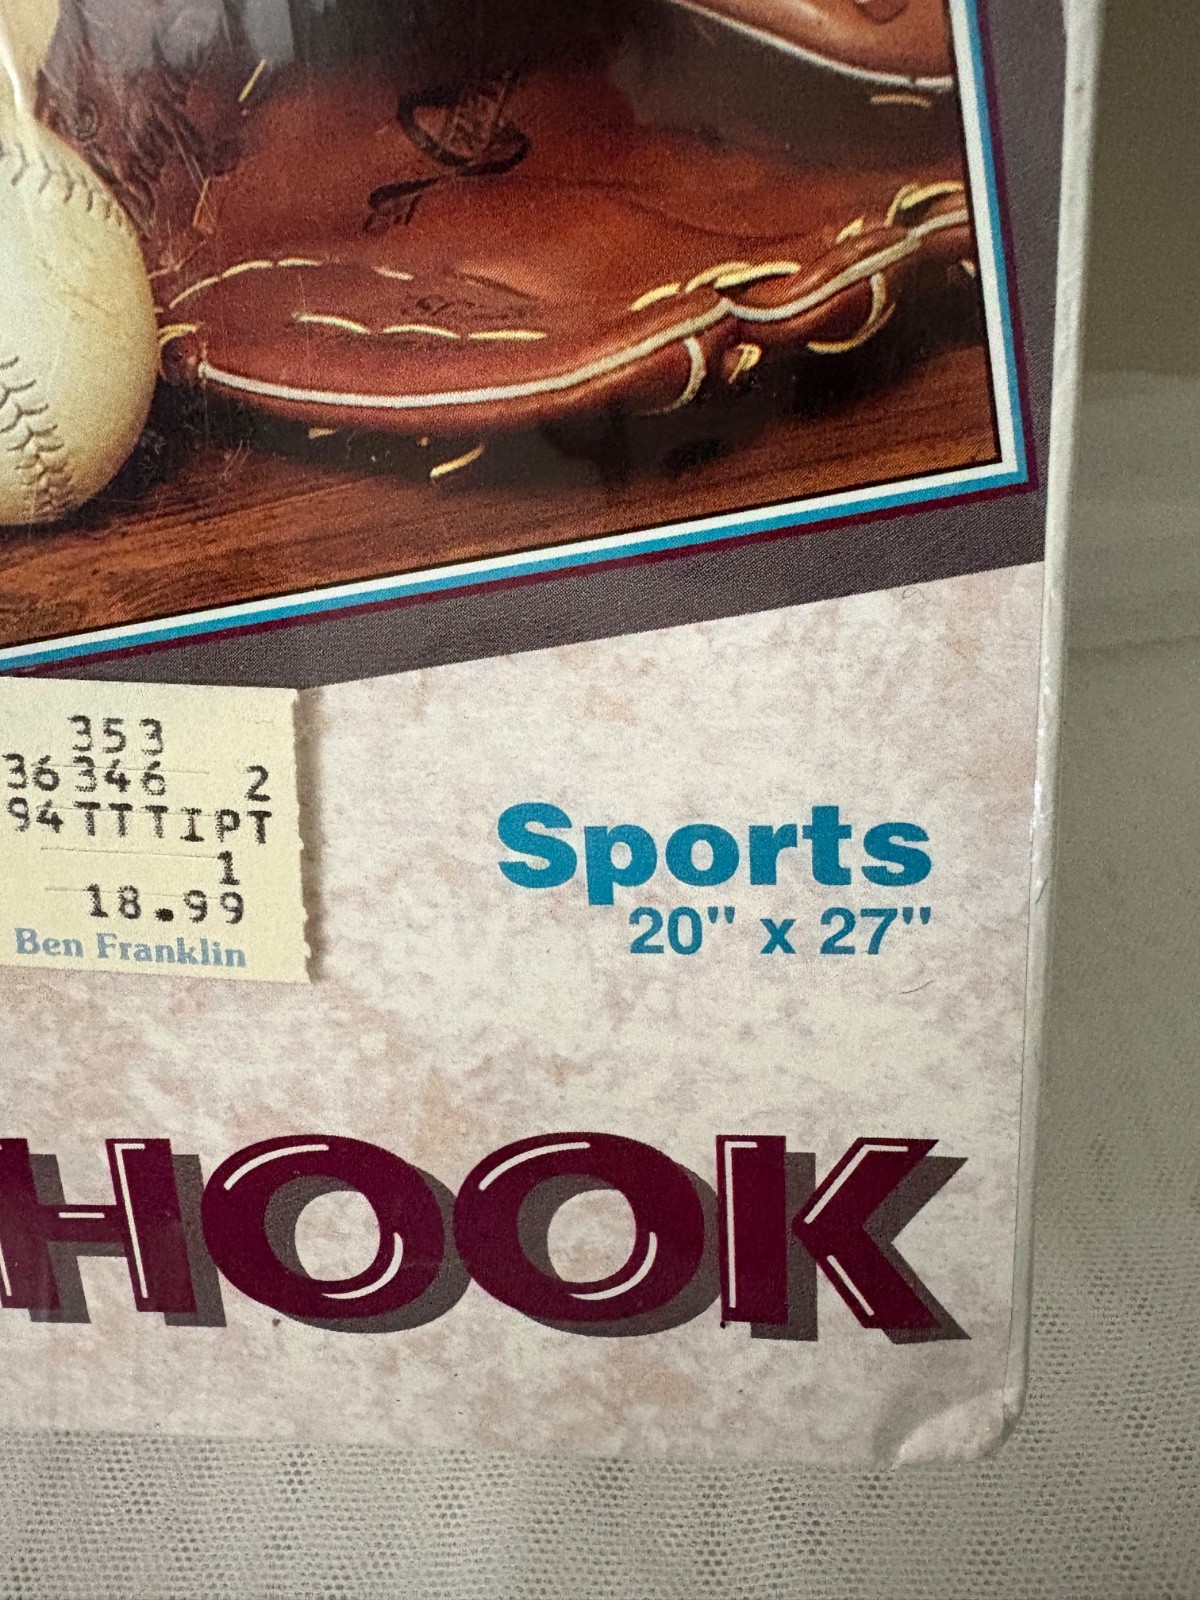 353
36346 2
94TTTIPT
1
18.99
Ben Franklin
Sports
20" x 27"
HOOK